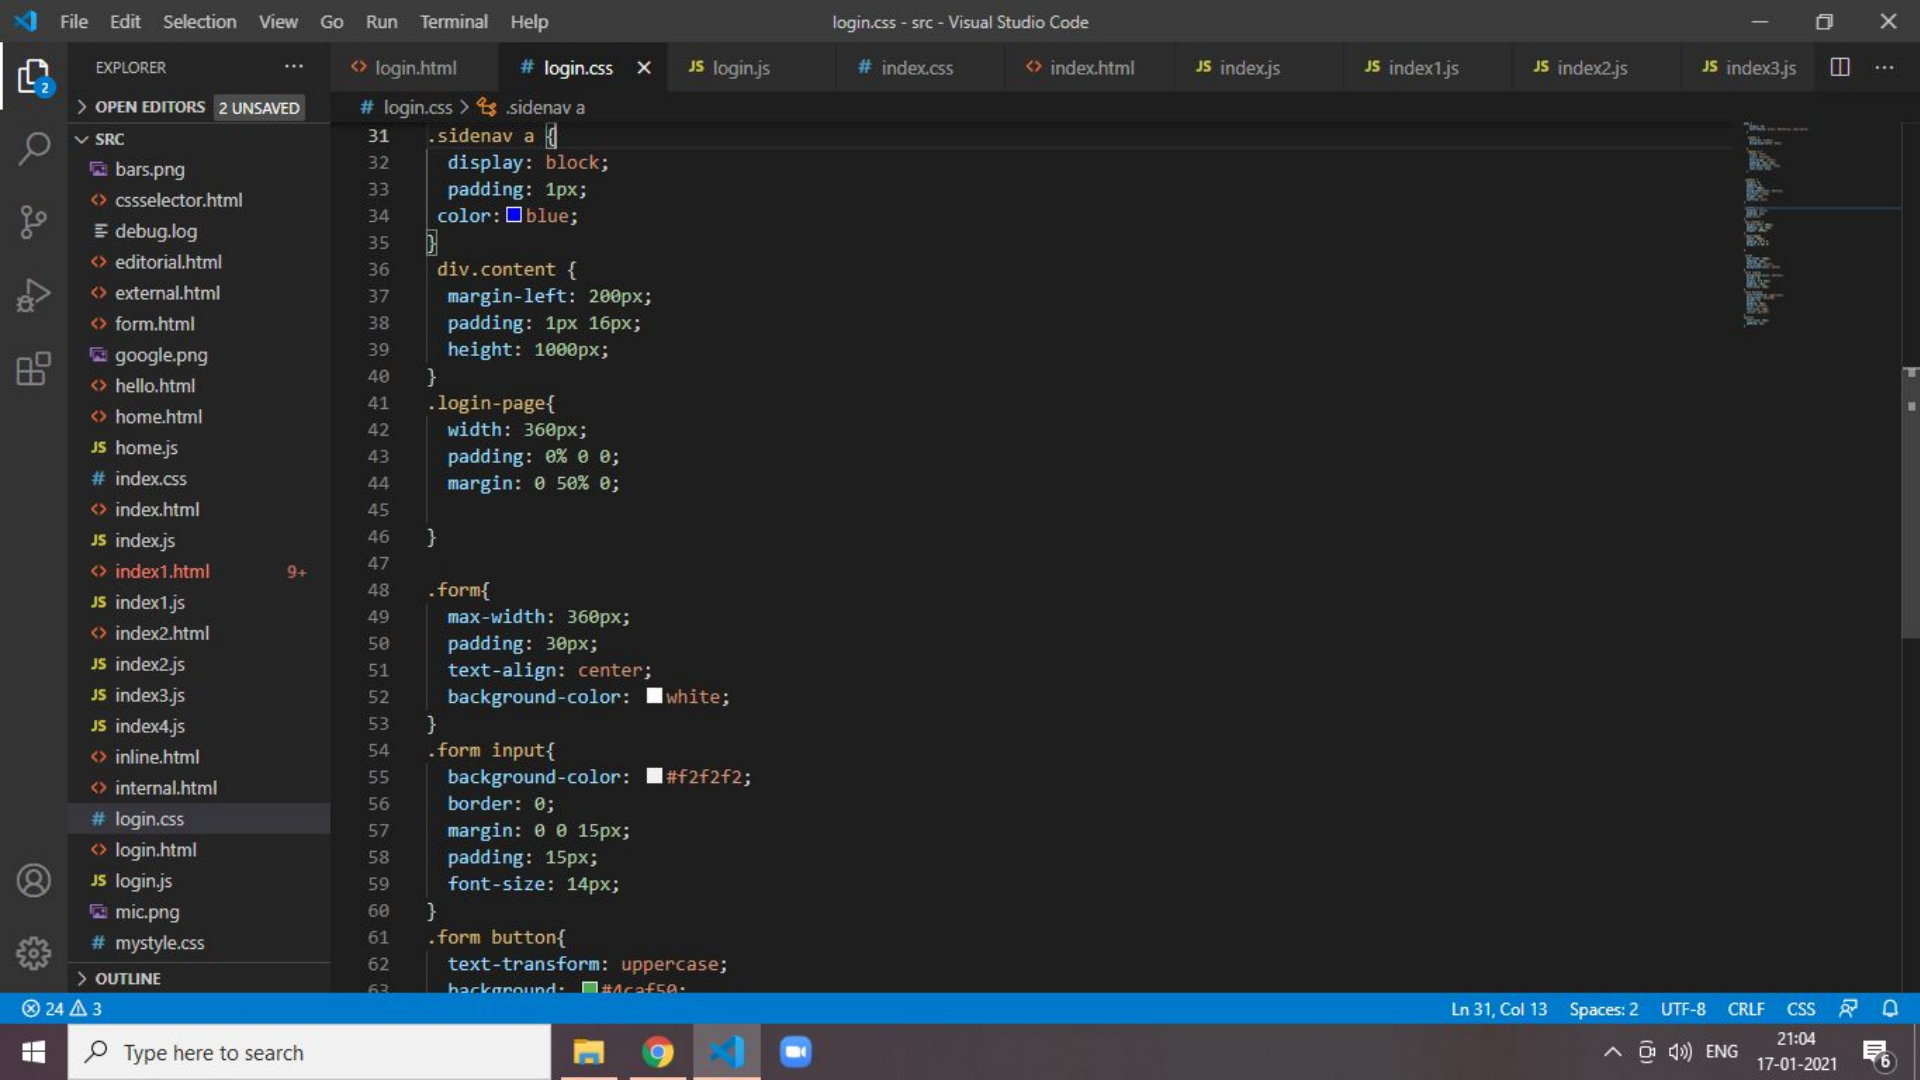 File Edit Selection View Go Run Terminal Help
login.css - src - Visual Studio Code
EXPLORER
login.html
# login.css
JS login.js
# index.css
index.html
JS index.js
JS index1.js
JS index2.js
JS index3.js
OPEN EDITORS 2 UNSAVED
# login.css > .sidenav a
SRC
bars.png
cssselector.html
debug.log
editorial.html
external.html
form.html
google.png
hello.html
home.html
JS home.js
# index.css
index.html
JS index.js
index1.html 9+
JS index1.js
index2.html
JS index2.js
JS index3.js
JS index4.js
inline.html
internal.html
# login.css
login.html
JS login.js
mic.png
# mystyle.css
OUTLINE
2
31 .sidenav a {
32 display: block;
33 padding: 1px;
34 color: blue;
35 }
36 div.content {
37 margin-left: 200px;
38 padding: 1px 16px;
39 height: 1000px;
40 }
41 .login-page{
42 width: 360px;
43 padding: 0% 0 0;
44 margin: 0 50% 0;
45
46 }
47
48 .form{
49 max-width: 360px;
50 padding: 30px;
51 text-align: center;
52 background-color: white;
53 }
54 .form input{
55 background-color: #f2f2f2;
56 border: 0;
57 margin: 0 0 15px;
58 padding: 15px;
59 font-size: 14px;
60 }
61 .form button{
62 text-transform: uppercase;
63 background: #4caf50;
24 3
Ln 31, Col 13 Spaces: 2 UTF-8 CRLF CSS
Type here to search
ENG
21:04
17-01-2021
6